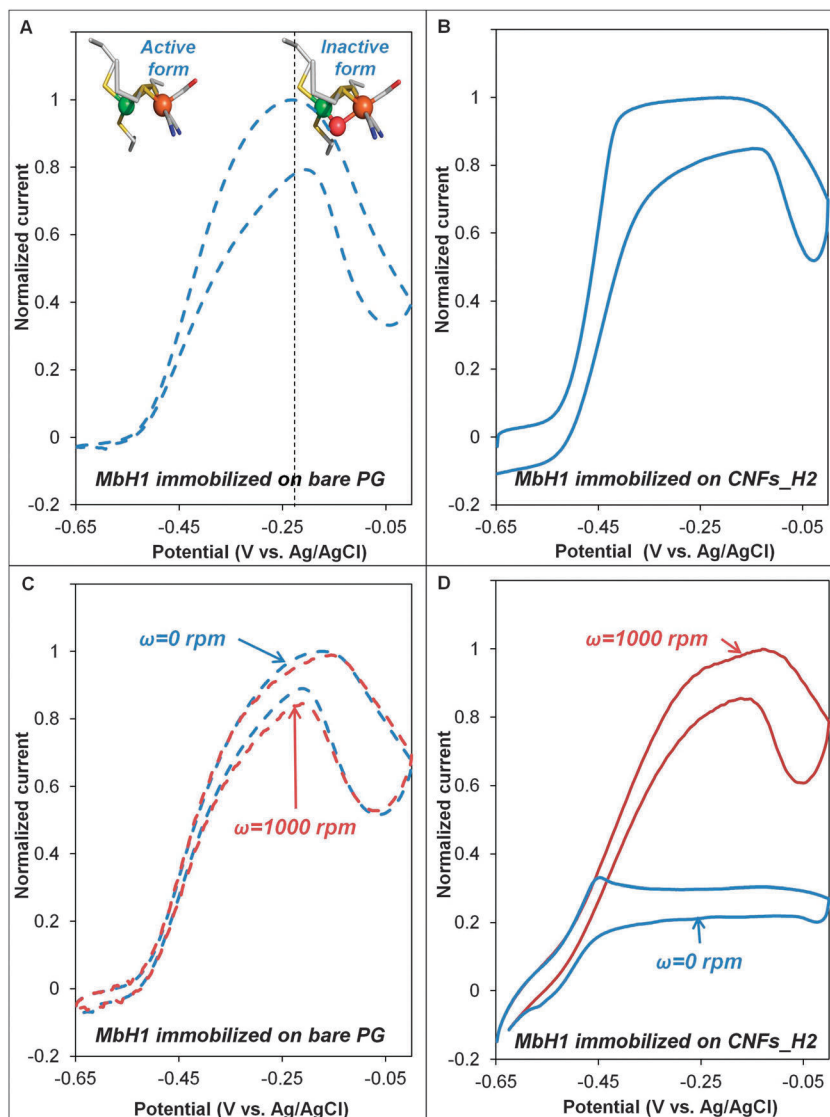 A
Active
form
Inactive
form
Normalized current
1
0.8
0.6
0.4
0.2
0
-0.2
MbH1 immobilized on bare PG
-0.65
-0.45
-0.25
-0.05
Potential (V vs. Ag/AgCl)
B
Normalized current
1
0.8
0.6
0.4
0.2
0
-0.2
MbH1 immobilized on CNFs_H2
-0.65
-0.45
-0.25
-0.05
Potential (V vs. Ag/AgCl)
C
ω=0 rpm
Normalized current
1
0.8
0.6
0.4
0.2
0
-0.2
ω=1000 rpm
MbH1 immobilized on bare PG
-0.65
-0.45
-0.25
-0.05
Potential (V vs. Ag/AgCl)
D
ω=1000 rpm
Normalized current
1
0.8
0.6
0.4
0.2
0
-0.2
ω=0 rpm
MbH1 immobilized on CNFs_H2
-0.65
-0.45
-0.25
-0.05
Potential (V vs. Ag/AgCl)